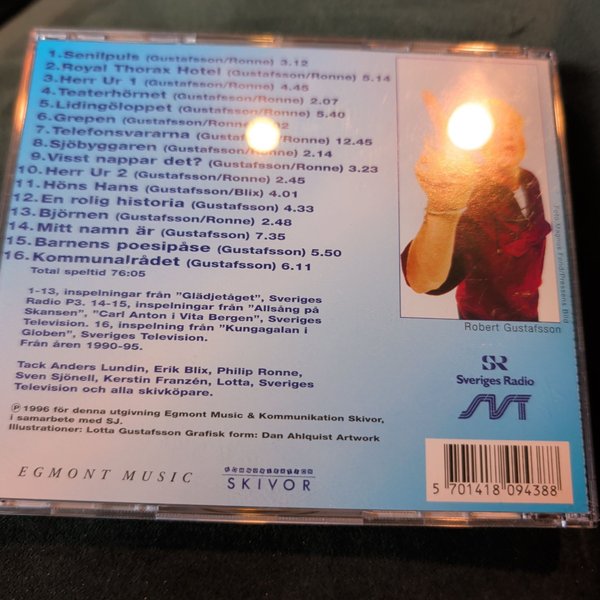 1. Senilpuls (Gustafsson/Ronne) 3.12
2. Royal Thorax Hotel (Gustafsson/Ronne) 5.14
3. Herr Ur 1 (Gustafsson/Ronne) 4.45
4. Teaterhörnet (Gustafsson/Ronne) 2.07
5. Lidingöloppet (Gustafsson/Ronne) 5.40
6. Grepen (Gustafsson/Ronne)
7. Telefonsvararna (Gustafsson/Ronne) 12.45
8. Sjöbyggaren (Gustafsson/Ronne) 2.14
9. Visst nappar det? (Gustafsson/Ronne) 3.23
10. Herr Ur 2 (Gustafsson/Ronne) 2.45
11. Höns Hans (Gustafsson/Blix) 4.01
12. En rolig historia (Gustafsson) 4.33
13. Björnen (Gustafsson/Ronne) 2.48
14. Mitt namn är (Gustafsson) 7.35
15. Barnens poesipåse (Gustafsson) 5.50
16. Kommunalrådet (Gustafsson) 6.11
Total speltid 76:05
1-13, inspelningar från "Glädjetåget", Sveriges
Radio P3. 14-15, inspelningar från "Allsång på
Skansen", "Carl Anton i Vita Bergen", Sveriges
Television. 16, inspelning från "Kungagalan i
Globen", Sveriges Television.
Från åren 1990-95.
Tack Anders Lundin, Erik Blix, Philip Ronne,
Sven Sjönell, Kerstin Franzén, Lotta, Sveriges
Television och alla skivköpare.
℗ 1996 för denna utgivning Egmont Music & Kommunikation Skivor,
i samarbete med SJ.
Illustrationer: Lotta Gustafsson Grafisk form: Dan Ahlquist Artwork
EGMONT MUSIC
KOMMUNIKATION
SKIVOR
Robert Gustafsson
SR
Sveriges Radio
SVT
5 701418 094388